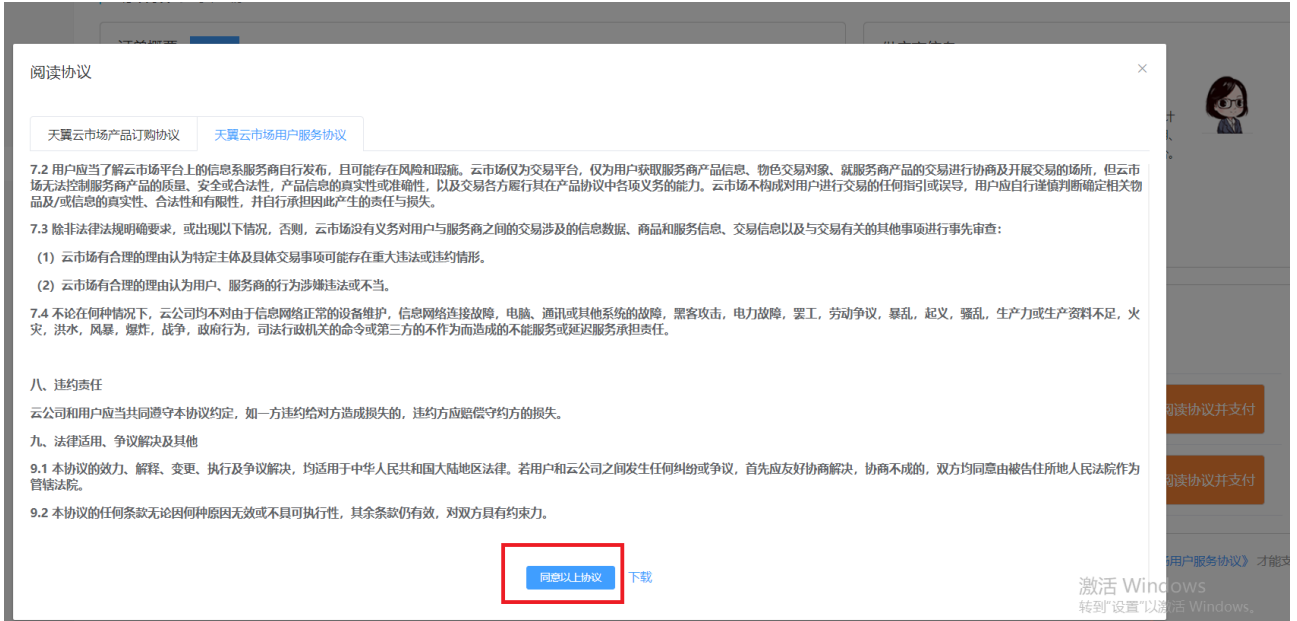 阅读协议
×
天翼云市场产品订购协议
天翼云市场用户服务协议
7.2 用户应当了解云市场平台上的信息系服务商自行发布，且可能存在风险和瑕疵。云市场仅为交易平台，仅为用户获取服务商产品信息、物色交易对象、就服务商产品的交易进行协商及开展交易的场所，但云市
场无法控制服务商产品的质量、安全或合法性，产品信息的真实性或准确性，以及交易各方履行其在产品协议中各项义务的能力。云市场不构成对用户进行交易的任何指引或误导，用户应自行谨慎判断确定相关物
品及/或信息的真实性、合法性和有限性，并自行承担因此产生的责任与损失。
7.3 除非法律法规明确要求，或出现以下情况，否则，云市场没有义务对用户与服务商之间的交易涉及的信息数据、商品和服务信息、交易信息以及与交易有关的其他事项进行事先审查：
（1）云市场有合理的理由认为特定主体及具体交易事项可能存在重大违法或违约情形。
（2）云市场有合理的理由认为用户、服务商的行为涉嫌违法或不当。
7.4 不论在何种情况下，云公司均不对由于信息网络正常的设备维护，信息网络连接故障，电脑、通讯或其他系统的故障，黑客攻击，电力故障，罢工，劳动争议，暴乱，起义，骚乱，生产力或生产资料不足，火
灾，洪水，风暴，爆炸，战争，政府行为，司法行政机关的命令或第三方的不作为而造成的不能服务或延迟服务承担责任。
八、违约责任
云公司和用户应当共同遵守本协议约定，如一方违约给对方造成损失的，违约方应赔偿守约方的损失。
九、法律适用、争议解决及其他
9.1 本协议的效力、解释、变更、执行及争议解决，均适用于中华人民共和国大陆地区法律。若用户和云公司之间发生任何纠纷或争议，首先应友好协商解决，协商不成的，双方均同意由被告住所地人民法院作为
管辖法院。
9.2 本协议的任何条款无论因何种原因无效或不具可执行性，其余条款仍有效，对双方具有约束力。
同意以上协议
下载
阅读协议并支付
阅读协议并支付
用户服务协议》 才能支
激活 Windows
转到"设置"以激活 Windows。